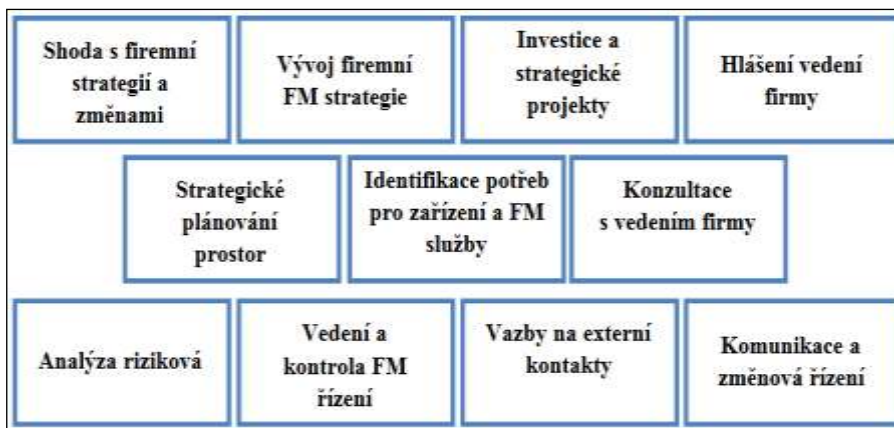 Shoda s firemní
strategií a
změnami
Vývoj firemní
FM strategie
Investice a
strategické
projekty
Hlášení vedení
firmy
Strategické
plánování
prostor
Identifikace potřeb
pro zařízení a FM
služby
Konzultace
s vedením firmy
Analýza riziková
Vedení a
kontrola FM
řízení
Vazby na externí
kontakty
Komunikace a
změnová řízení